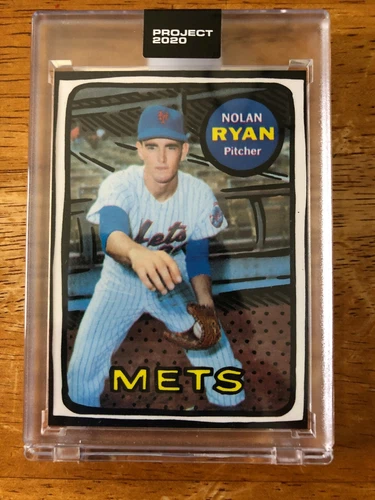 PROJECT
2020
NOLAN
RYAN
Pitcher
Mets
METS